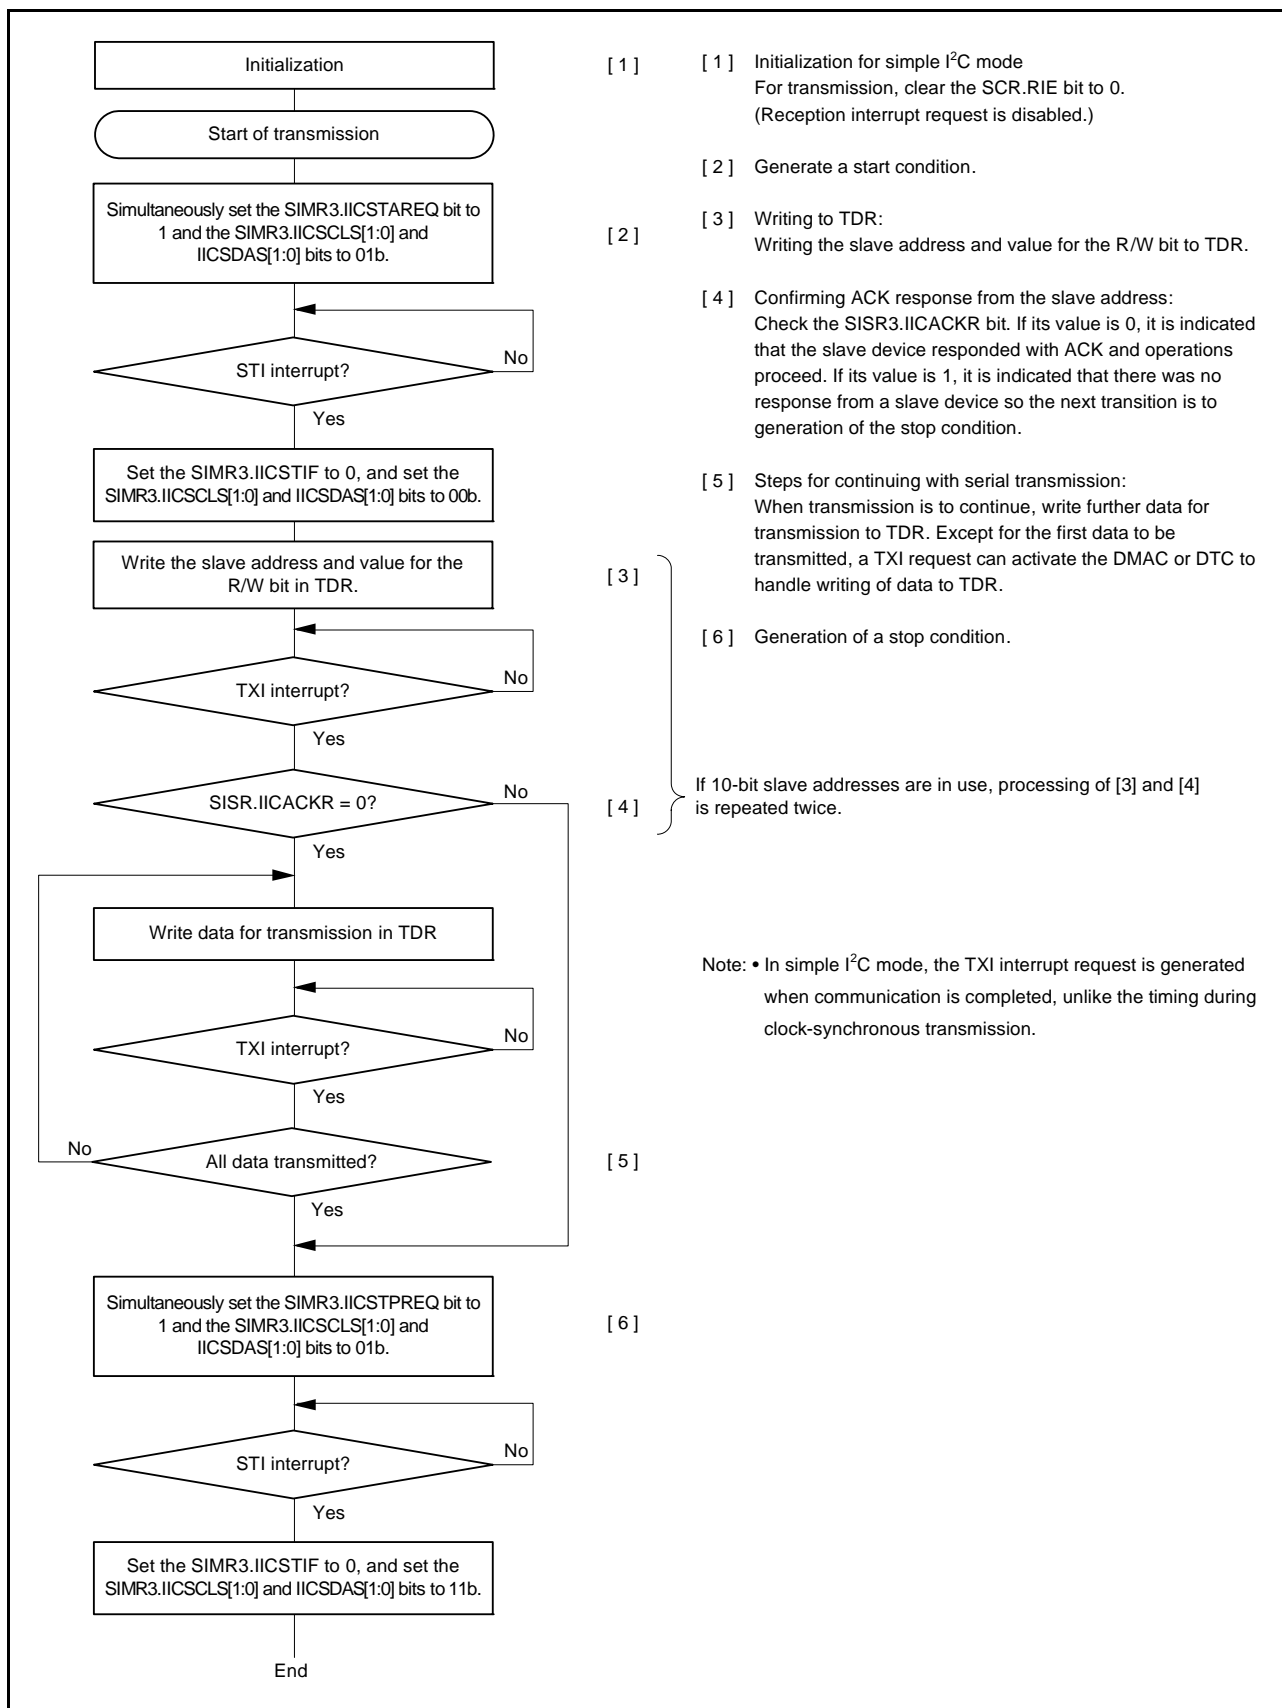 Initialization
[ 1 ]
Start of transmission
Simultaneously set the SIMR3.IICSTAREQ bit to
1 and the SIMR3.IICSCLS[1:0] and
IICSDAS[1:0] bits to 01b.
[ 2 ]
No
STI interrupt?
Yes
Set the SIMR3.IICSTIF to 0, and set the
SIMR3.IICSCLS[1:0] and IICSDAS[1:0] bits to 00b.
Write the slave address and value for the
R/W bit in TDR.
[ 3 ]
No
TXI interrupt?
Yes
SISR.IICACKR = 0?
No
[ 4 ]
Yes
Write data for transmission in TDR
No
TXI interrupt?
Yes
No
All data transmitted?
[ 5 ]
Yes
Simultaneously set the SIMR3.IICSTPREQ bit to
1 and the SIMR3.IICSCLS[1:0] and
IICSDAS[1:0] bits to 01b.
[ 6 ]
No
STI interrupt?
Yes
Set the SIMR3.IICSTIF to 0, and set the
SIMR3.IICSCLS[1:0] and IICSDAS[1:0] bits to 11b.
End
[ 1 ] Initialization for simple I²C mode
For transmission, clear the SCR.RIE bit to 0.
(Reception interrupt request is disabled.)
[ 2 ] Generate a start condition.
[ 3 ] Writing to TDR:
Writing the slave address and value for the R/W bit to TDR.
[ 4 ] Confirming ACK response from the slave address:
Check the SISR3.IICACKR bit. If its value is 0, it is indicated
that the slave device responded with ACK and operations
proceed. If its value is 1, it is indicated that there was no
response from a slave device so the next transition is to
generation of the stop condition.
[ 5 ] Steps for continuing with serial transmission:
When transmission is to continue, write further data for
transmission to TDR. Except for the first data to be
transmitted, a TXI request can activate the DMAC or DTC to
handle writing of data to TDR.
[ 6 ] Generation of a stop condition.
If 10-bit slave addresses are in use, processing of [3] and [4]
is repeated twice.
Note: • In simple I²C mode, the TXI interrupt request is generated
when communication is completed, unlike the timing during
clock-synchronous transmission.